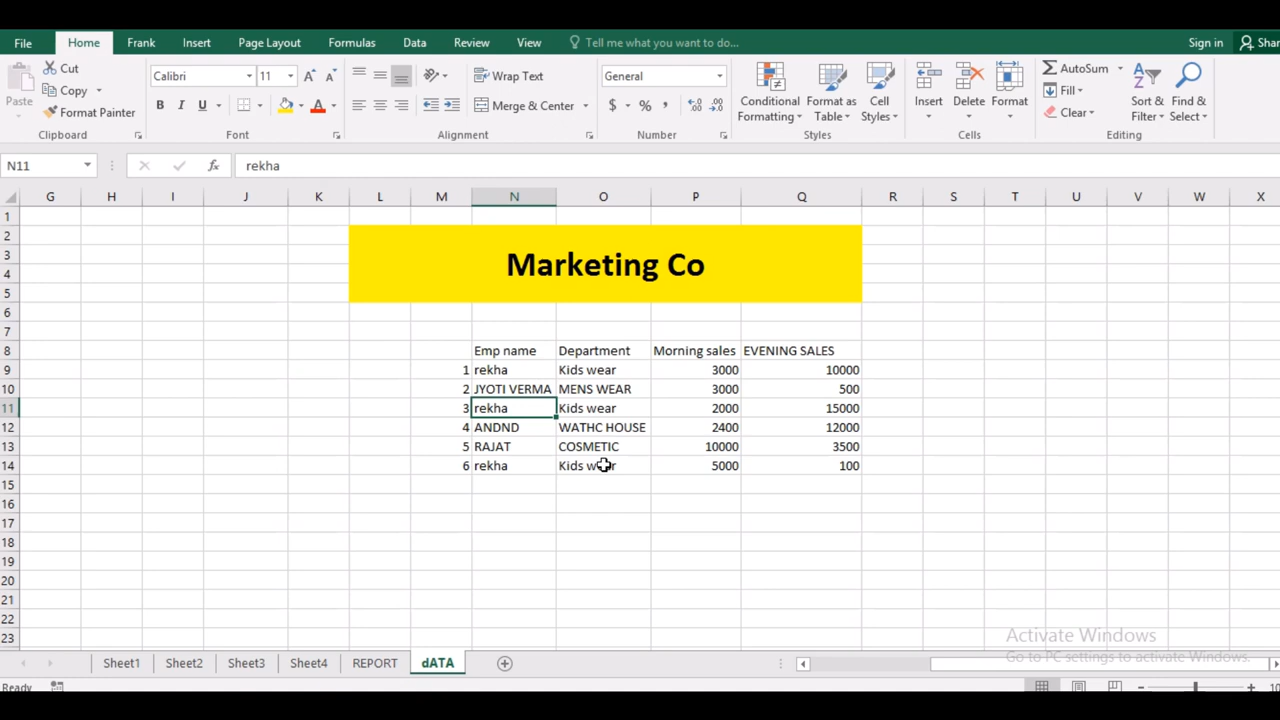 File Home Frank Insert Page Layout Formulas Data Review View Tell me what you want to do... Sign in Shar
Cut
Copy
Paste
Format Painter
Clipboard
Calibri 11
B I U
Font
Wrap Text
Merge & Center
Alignment
General
$ % ,
Number
Conditional Formatting
Format as Table
Cell Styles
Styles
Insert Delete Format
Cells
AutoSum
Fill
Clear
Sort & Filter
Find & Select
Editing
N11 fx rekha
G H I J K L M N O P Q R S T U V W X
1
2
3
4
5
Marketing Co
6
7
8 Emp name Department Morning sales EVENING SALES
9 1 rekha Kids wear 3000 10000
10 2 JYOTI VERMA MENS WEAR 3000 500
11 3 rekha Kids wear 2000 15000
12 4 ANDND WATHC HOUSE 2400 12000
13 5 RAJAT COSMETIC 10000 3500
14 6 rekha Kids wear 5000 100
15
16
17
18
19
20
21
22
23
Activate Windows
Go to PC settings to activate Windows.
Sheet1 Sheet2 Sheet3 Sheet4 REPORT dATA
Ready